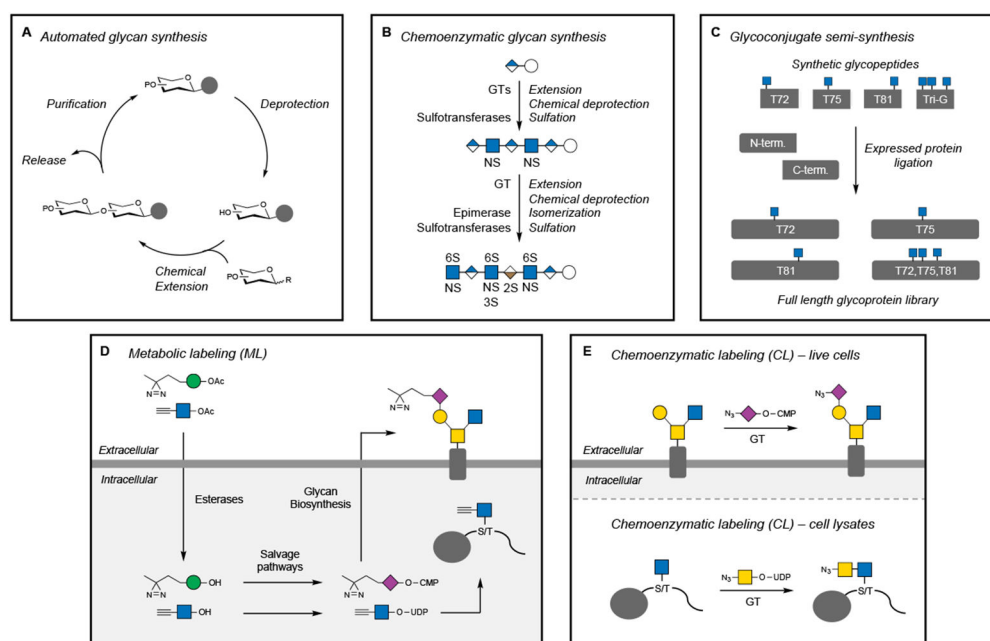 A Automated glycan synthesis
PO
O
Purification
Deprotection
Release
PO
O
O
O
HO
O
Chemical
Extension
PO
O
R
B Chemoenzymatic glycan synthesis
GTs
Extension
Chemical deprotection
Sulfotransferases
Sulfation
NS NS
GT
Extension
Chemical deprotection
Epimerase
Isomerization
Sulfotransferases
Sulfation
6S 6S 6S
NS NS 2S NS
3S
C Glycoconjugate semi-synthesis
Synthetic glycopeptides
T72 T75 T81 Tri-G
N-term.
C-term.
Expressed protein
ligation
T72 T75
T81 T72,T75,T81
Full length glycoprotein library
D Metabolic labeling (ML)
N=N
OAc
OAc
N=N
Extracellular
Intracellular
Esterases
Glycan
Biosynthesis
Salvage
pathways
S/T
N=N
OH
N=N
O-CMP
OH
O-UDP
E Chemoenzymatic labeling (CL) – live cells
N₃
N₃ O-CMP
GT
Extracellular
Intracellular
Chemoenzymatic labeling (CL) – cell lysates
N₃ O-UDP
N₃
S/T
GT
S/T